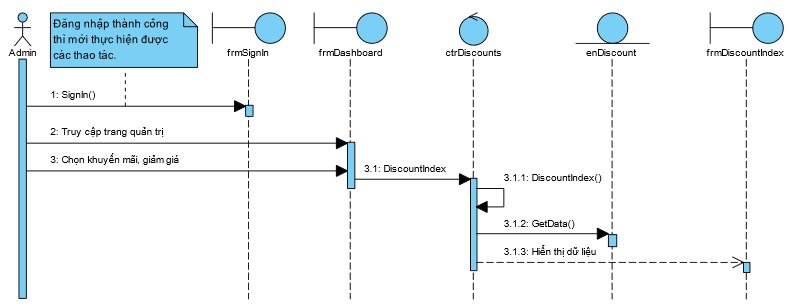 Đăng nhập thành công
thì mới thực hiện được
các thao tác.
Admin
frmSignIn
frmDashboard
ctrDiscounts
enDiscount
frmDiscountIndex
1: SignIn()
2: Truy cập trang quản trị
3: Chọn khuyến mãi, giảm giá
3.1: DiscountIndex
3.1.1: DiscountIndex()
3.1.2: GetData()
3.1.3: Hiển thị dữ liệu